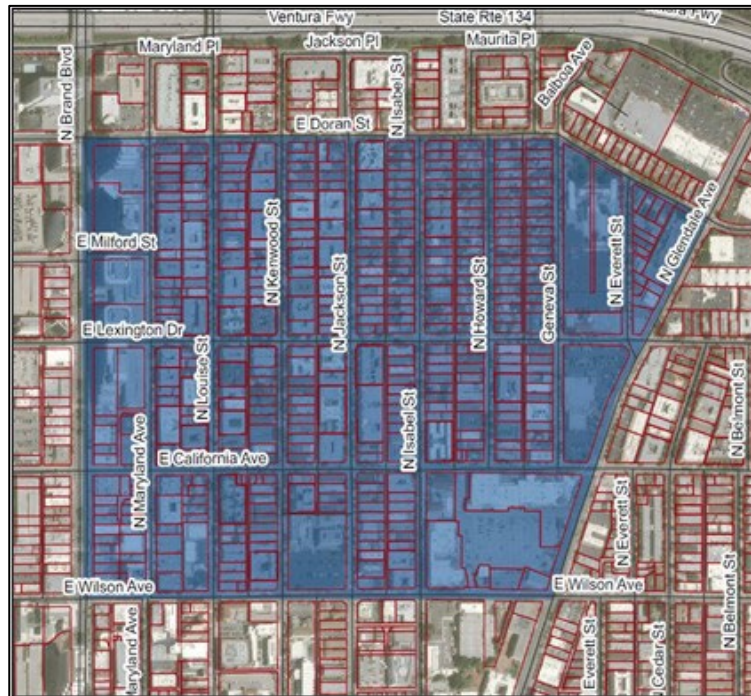 Ventura Fwy
State Rte 134
Fwy
Maryland Pl
Jackson Pl
Maurita Pl
N Brand Blvd
N Isabel St
Balboa Ave
E Doran St
E Milford St
N Kenwood St
N Jackson St
N Howard St
Geneva St
N Everett St
N Glendale Ave
E Lexington Dr
N Louise St
N Isabel St
N Belmont St
N Maryland Ave
E California Ave
N Everett St
E Wilson Ave
E Wilson Ave
N Belmont St
Maryland Ave
Everett St
Cedar St